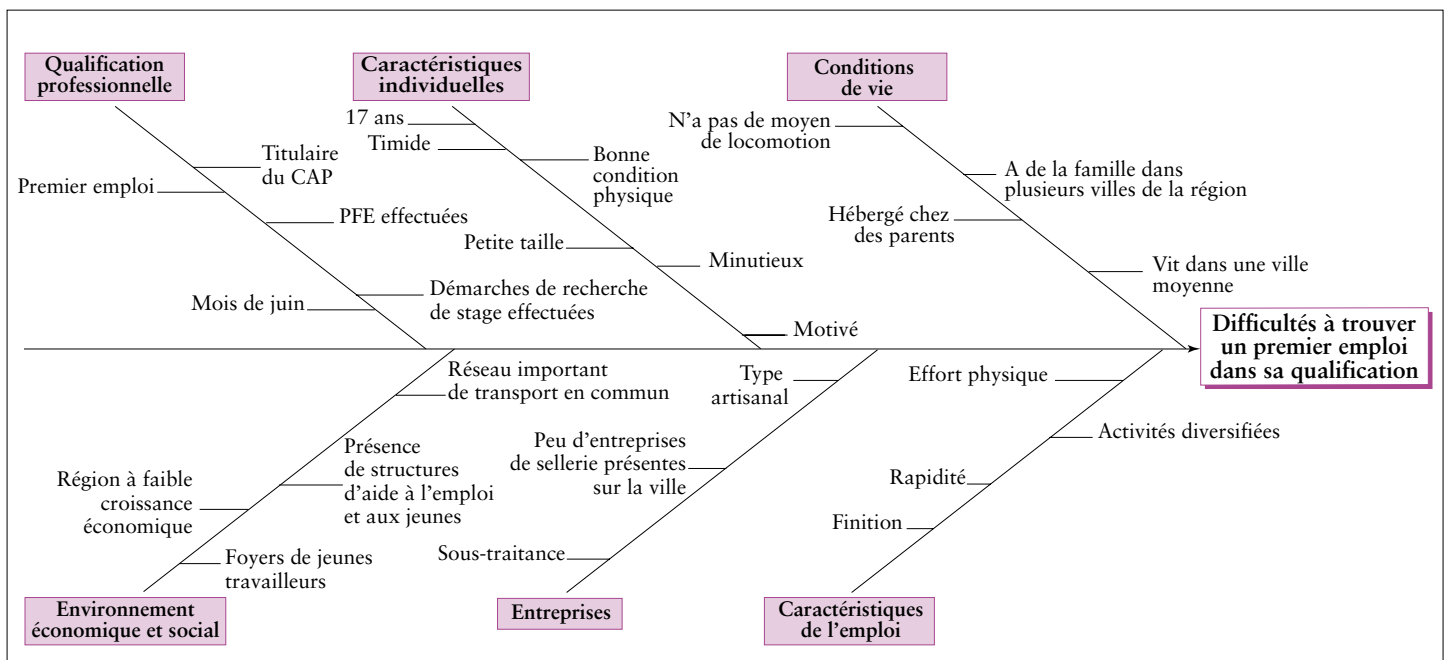 Qualification
professionnelle
Caractéristiques
individuelles
Conditions
de vie
17 ans
Timide
N'a pas de moyen
de locomotion
Titulaire
du CAP
Bonne
condition
physique
Premier emploi
A de la famille dans
plusieurs villes de la région
PFE effectuées
Hébergé chez
des parents
Petite taille
Minutieux
Vit dans une ville
moyenne
Mois de juin
Démarches de recherche
de stage effectuées
Motivé
Difficultés à trouver
un premier emploi
dans sa qualification
Réseau important
de transport en commun
Type
artisanal
Effort physique
Activités diversifiées
Présence
de structures
d'aide à l'emploi
et aux jeunes
Peu d'entreprises
de sellerie présentes
sur la ville
Région à faible
croissance
économique
Rapidité
Finition
Foyers de jeunes
travailleurs
Sous-traitance
Environnement
économique et social
Entreprises
Caractéristiques
de l'emploi